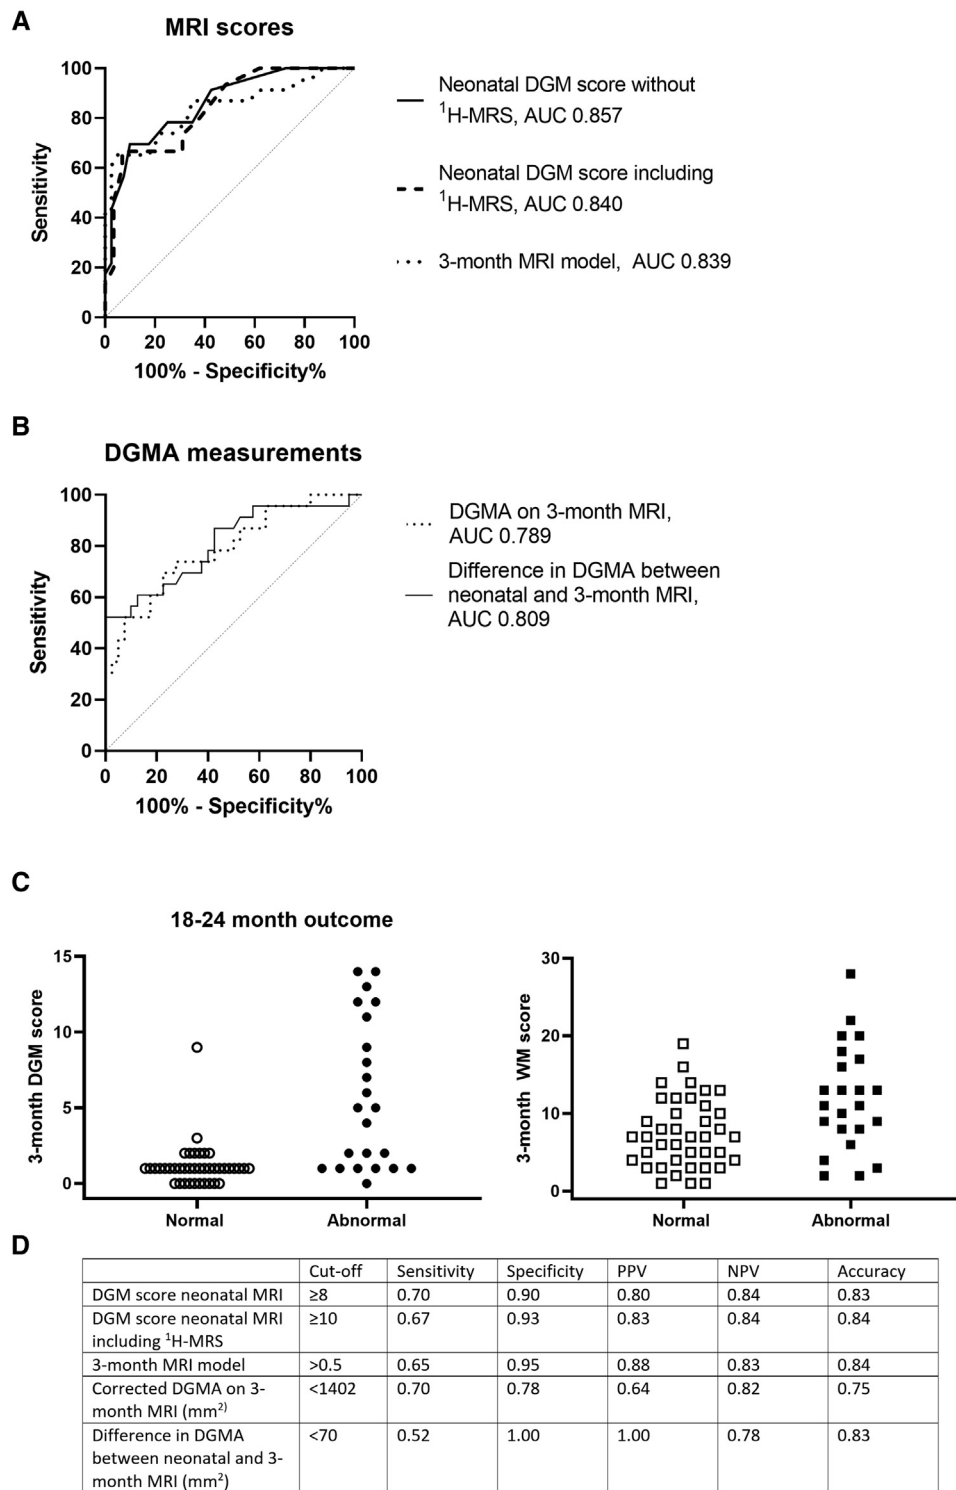 A
MRI scores
100
80
60
40
20
0
Sensitivity
0 20 40 60 80 100
100% - Specificity%
Neonatal DGM score without
¹H-MRS, AUC 0.857
Neonatal DGM score including
¹H-MRS, AUC 0.840
3-month MRI model, AUC 0.839
B
DGMA measurements
100
80
60
40
20
0
Sensitivity
0 20 40 60 80 100
100% - Specificity%
DGMA on 3-month MRI,
AUC 0.789
Difference in DGMA between
neonatal and 3-month MRI,
AUC 0.809
C
18-24 month outcome
15
10
5
0
3-month DGM score
Normal Abnormal
30
20
10
0
3-month WM score
Normal Abnormal
D
Cut-off Sensitivity Specificity PPV NPV Accuracy
DGM score neonatal MRI ≥8 0.70 0.90 0.80 0.84 0.83
DGM score neonatal MRI ≥10 0.67 0.93 0.83 0.84 0.84
including ¹H-MRS
3-month MRI model >0.5 0.65 0.95 0.88 0.83 0.84
Corrected DGMA on 3- <1402 0.70 0.78 0.64 0.82 0.75
month MRI (mm²⁾
Difference in DGMA <70 0.52 1.00 1.00 0.78 0.83
between neonatal and 3-
month MRI (mm²)